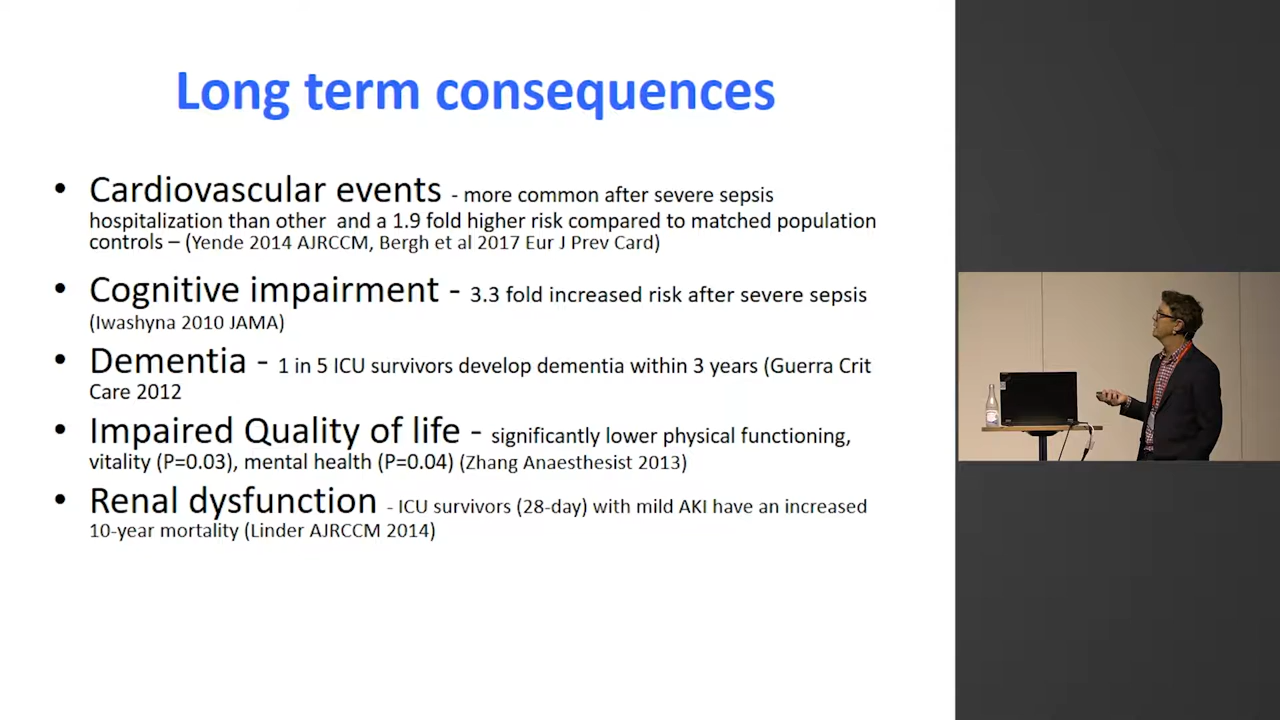 Long term consequences
• Cardiovascular events - more common after severe sepsis
hospitalization than other and a 1.9 fold higher risk compared to matched population
controls – (Yende 2014 AJRCCM, Bergh et al 2017 Eur J Prev Card)
• Cognitive impairment - 3.3 fold increased risk after severe sepsis
(Iwashyna 2010 JAMA)
• Dementia - 1 in 5 ICU survivors develop dementia within 3 years (Guerra Crit
Care 2012
• Impaired Quality of life - significantly lower physical functioning,
vitality (P=0.03), mental health (P=0.04) (Zhang Anaesthesist 2013)
• Renal dysfunction - ICU survivors (28-day) with mild AKI have an increased
10-year mortality (Linder AJRCCM 2014)